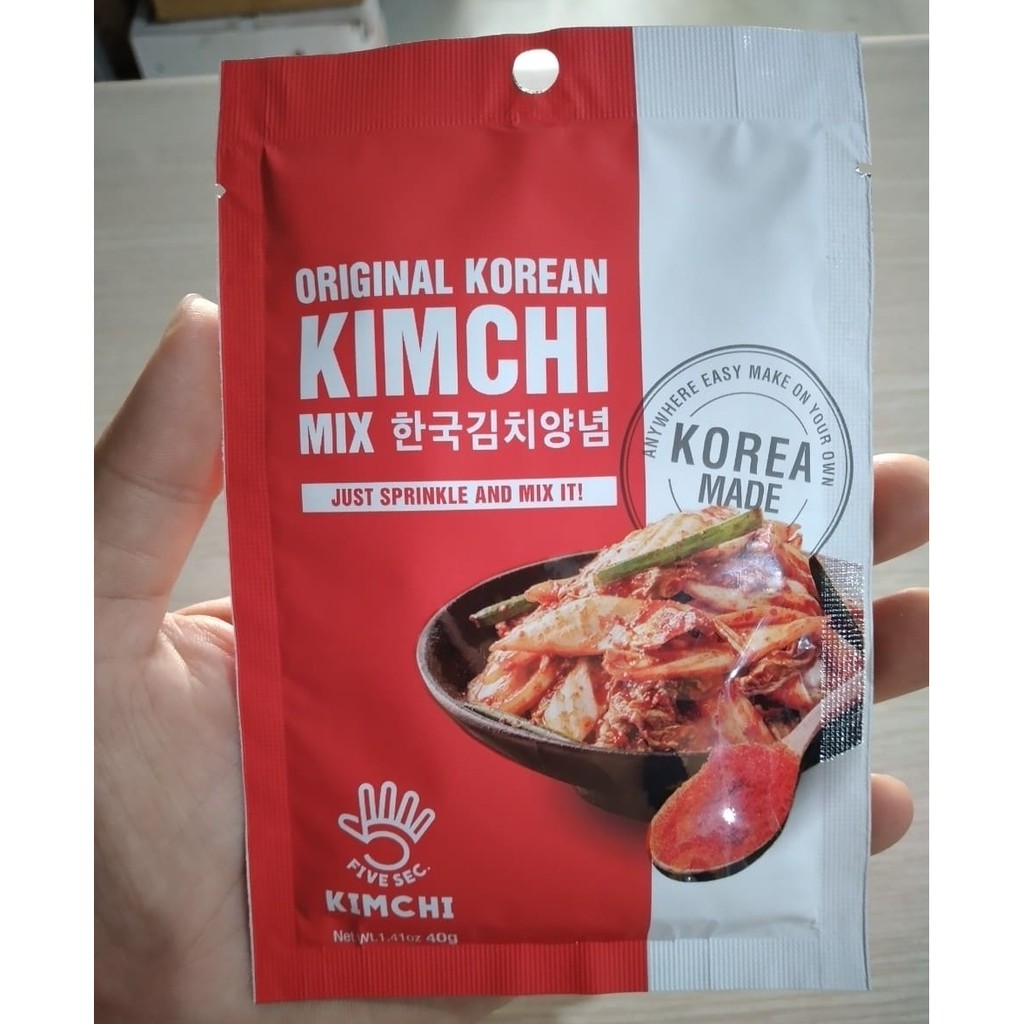 ORIGINAL KOREAN
KIMCHI
MIX 한국김치양념
JUST SPRINKLE AND MIX IT!
ANYWHERE EASY MAKE ON YOUR OWN
KOREA
MADE
5
FIVE SEC.
KIMCHI
Net Wt.1.41oz 40g